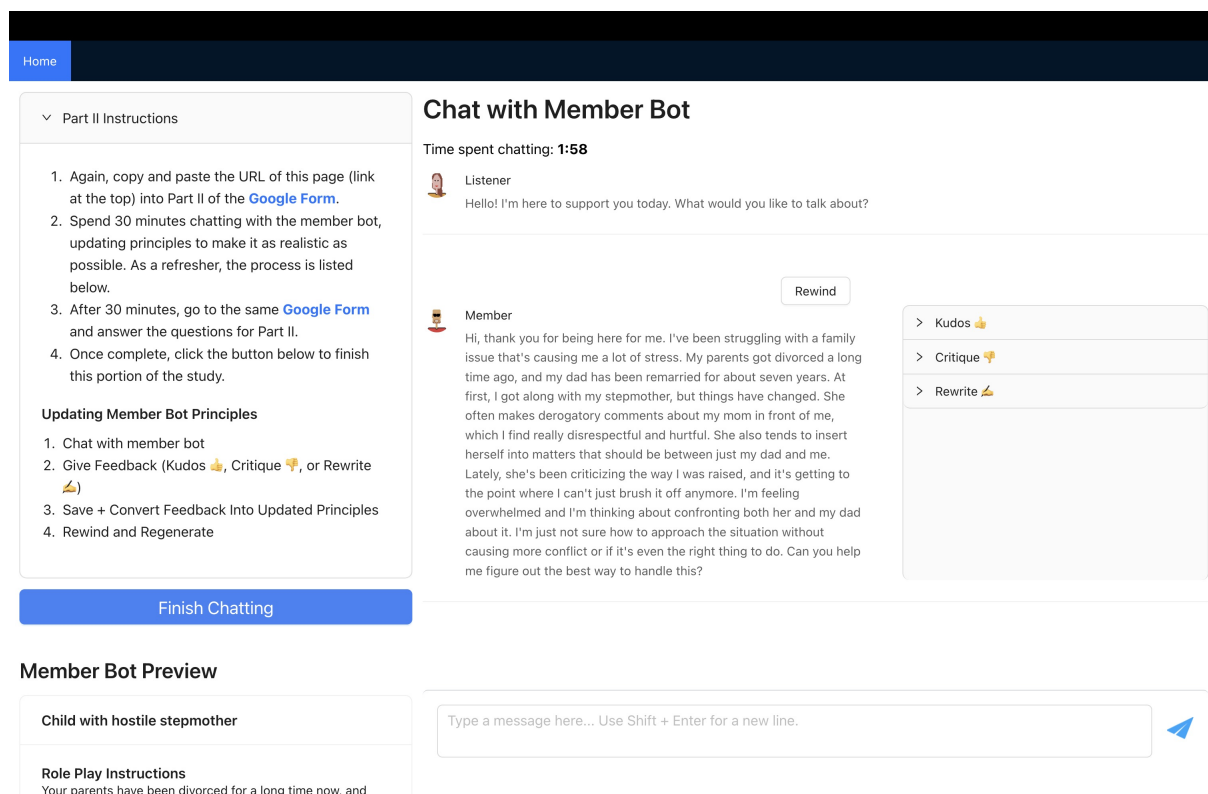 Home
Part II Instructions
1. Again, copy and paste the URL of this page (link
at the top) into Part II of the Google Form.
2. Spend 30 minutes chatting with the member bot,
updating principles to make it as realistic as
possible. As a refresher, the process is listed
below.
3. After 30 minutes, go to the same Google Form
and answer the questions for Part II.
4. Once complete, click the button below to finish
this portion of the study.
Updating Member Bot Principles
1. Chat with member bot
2. Give Feedback (Kudos 👍, Critique 👎, or Rewrite
✍️)
3. Save + Convert Feedback Into Updated Principles
4. Rewind and Regenerate
Finish Chatting
Member Bot Preview
Child with hostile stepmother
Role Play Instructions
Your parents have been divorced for a long time now, and
Chat with Member Bot
Time spent chatting: 1:58
Listener
Hello! I'm here to support you today. What would you like to talk about?
Rewind
Member
Hi, thank you for being here for me. I've been struggling with a family
issue that's causing me a lot of stress. My parents got divorced a long
time ago, and my dad has been remarried for about seven years. At
first, I got along with my stepmother, but things have changed. She
often makes derogatory comments about my mom in front of me,
which I find really disrespectful and hurtful. She also tends to insert
herself into matters that should be between just my dad and me.
Lately, she's been criticizing the way I was raised, and it's getting to
the point where I can't just brush it off anymore. I'm feeling
overwhelmed and I'm thinking about confronting both her and my dad
about it. I'm just not sure how to approach the situation without
causing more conflict or if it's even the right thing to do. Can you help
me figure out the best way to handle this?
Kudos 👍
Critique 👎
Rewrite ✍️
Type a message here... Use Shift + Enter for a new line.